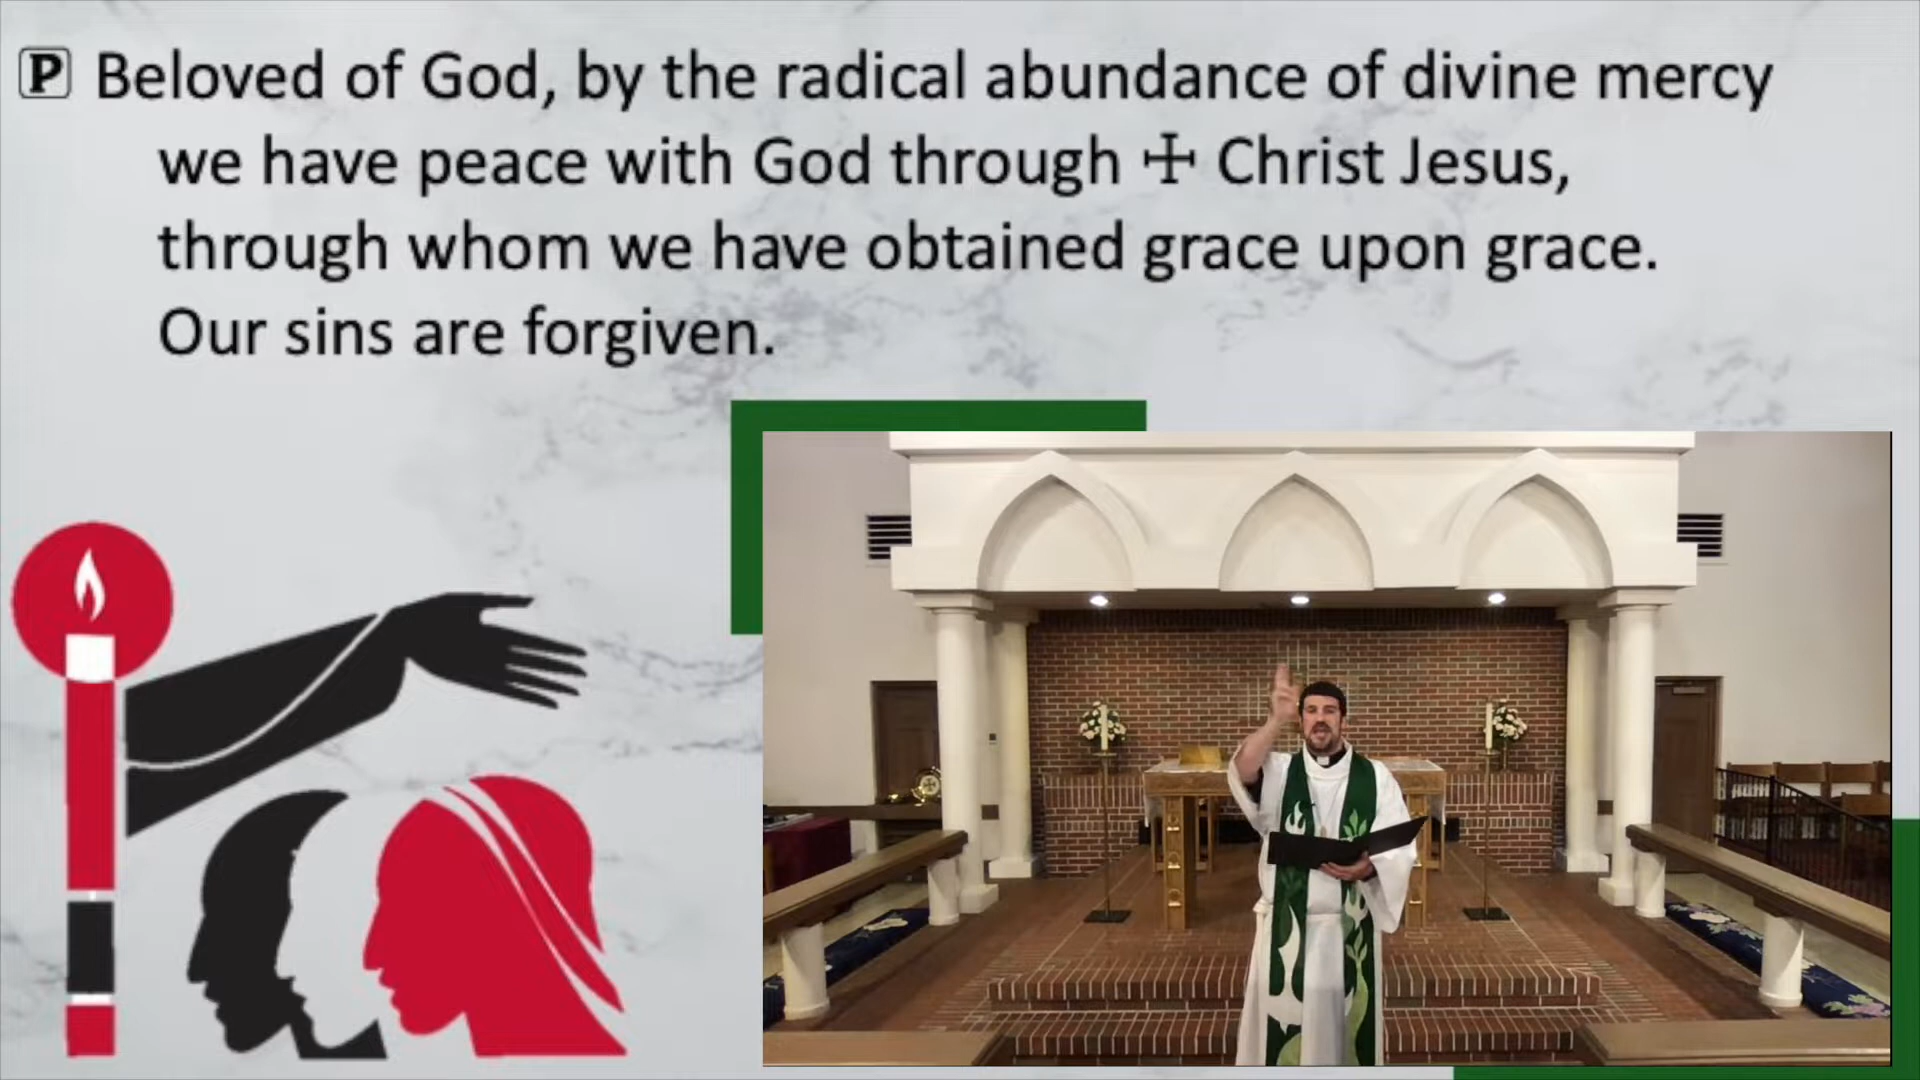 P Beloved of God, by the radical abundance of divine mercy
we have peace with God through ☩ Christ Jesus,
through whom we have obtained grace upon grace.
Our sins are forgiven.